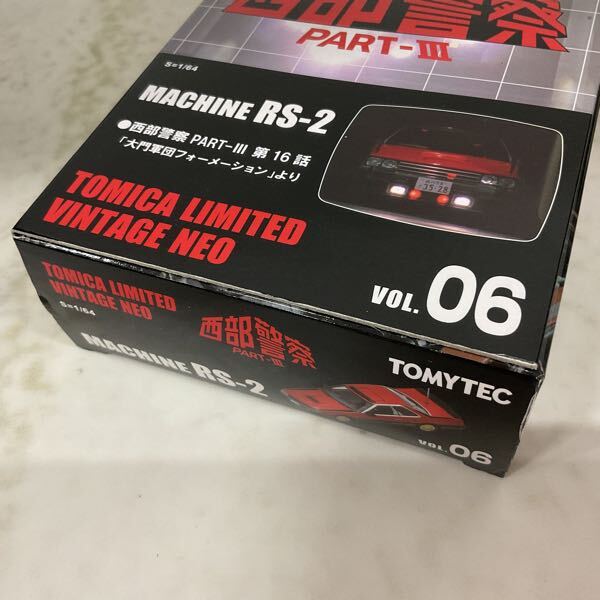 西部警察
PART-III
S=1/64
MACHINE RS-2
●西部警察 PART-III 第16話
「大門軍団フォーメーション」より
35-78
TOMICA LIMITED
VINTAGE NEO
VOL. 06
TOMICA LIMITED
VINTAGE NEO
S=1/64
西部警察
PART-III
MACHINE RS-2
TOMYTEC
VOL. 06